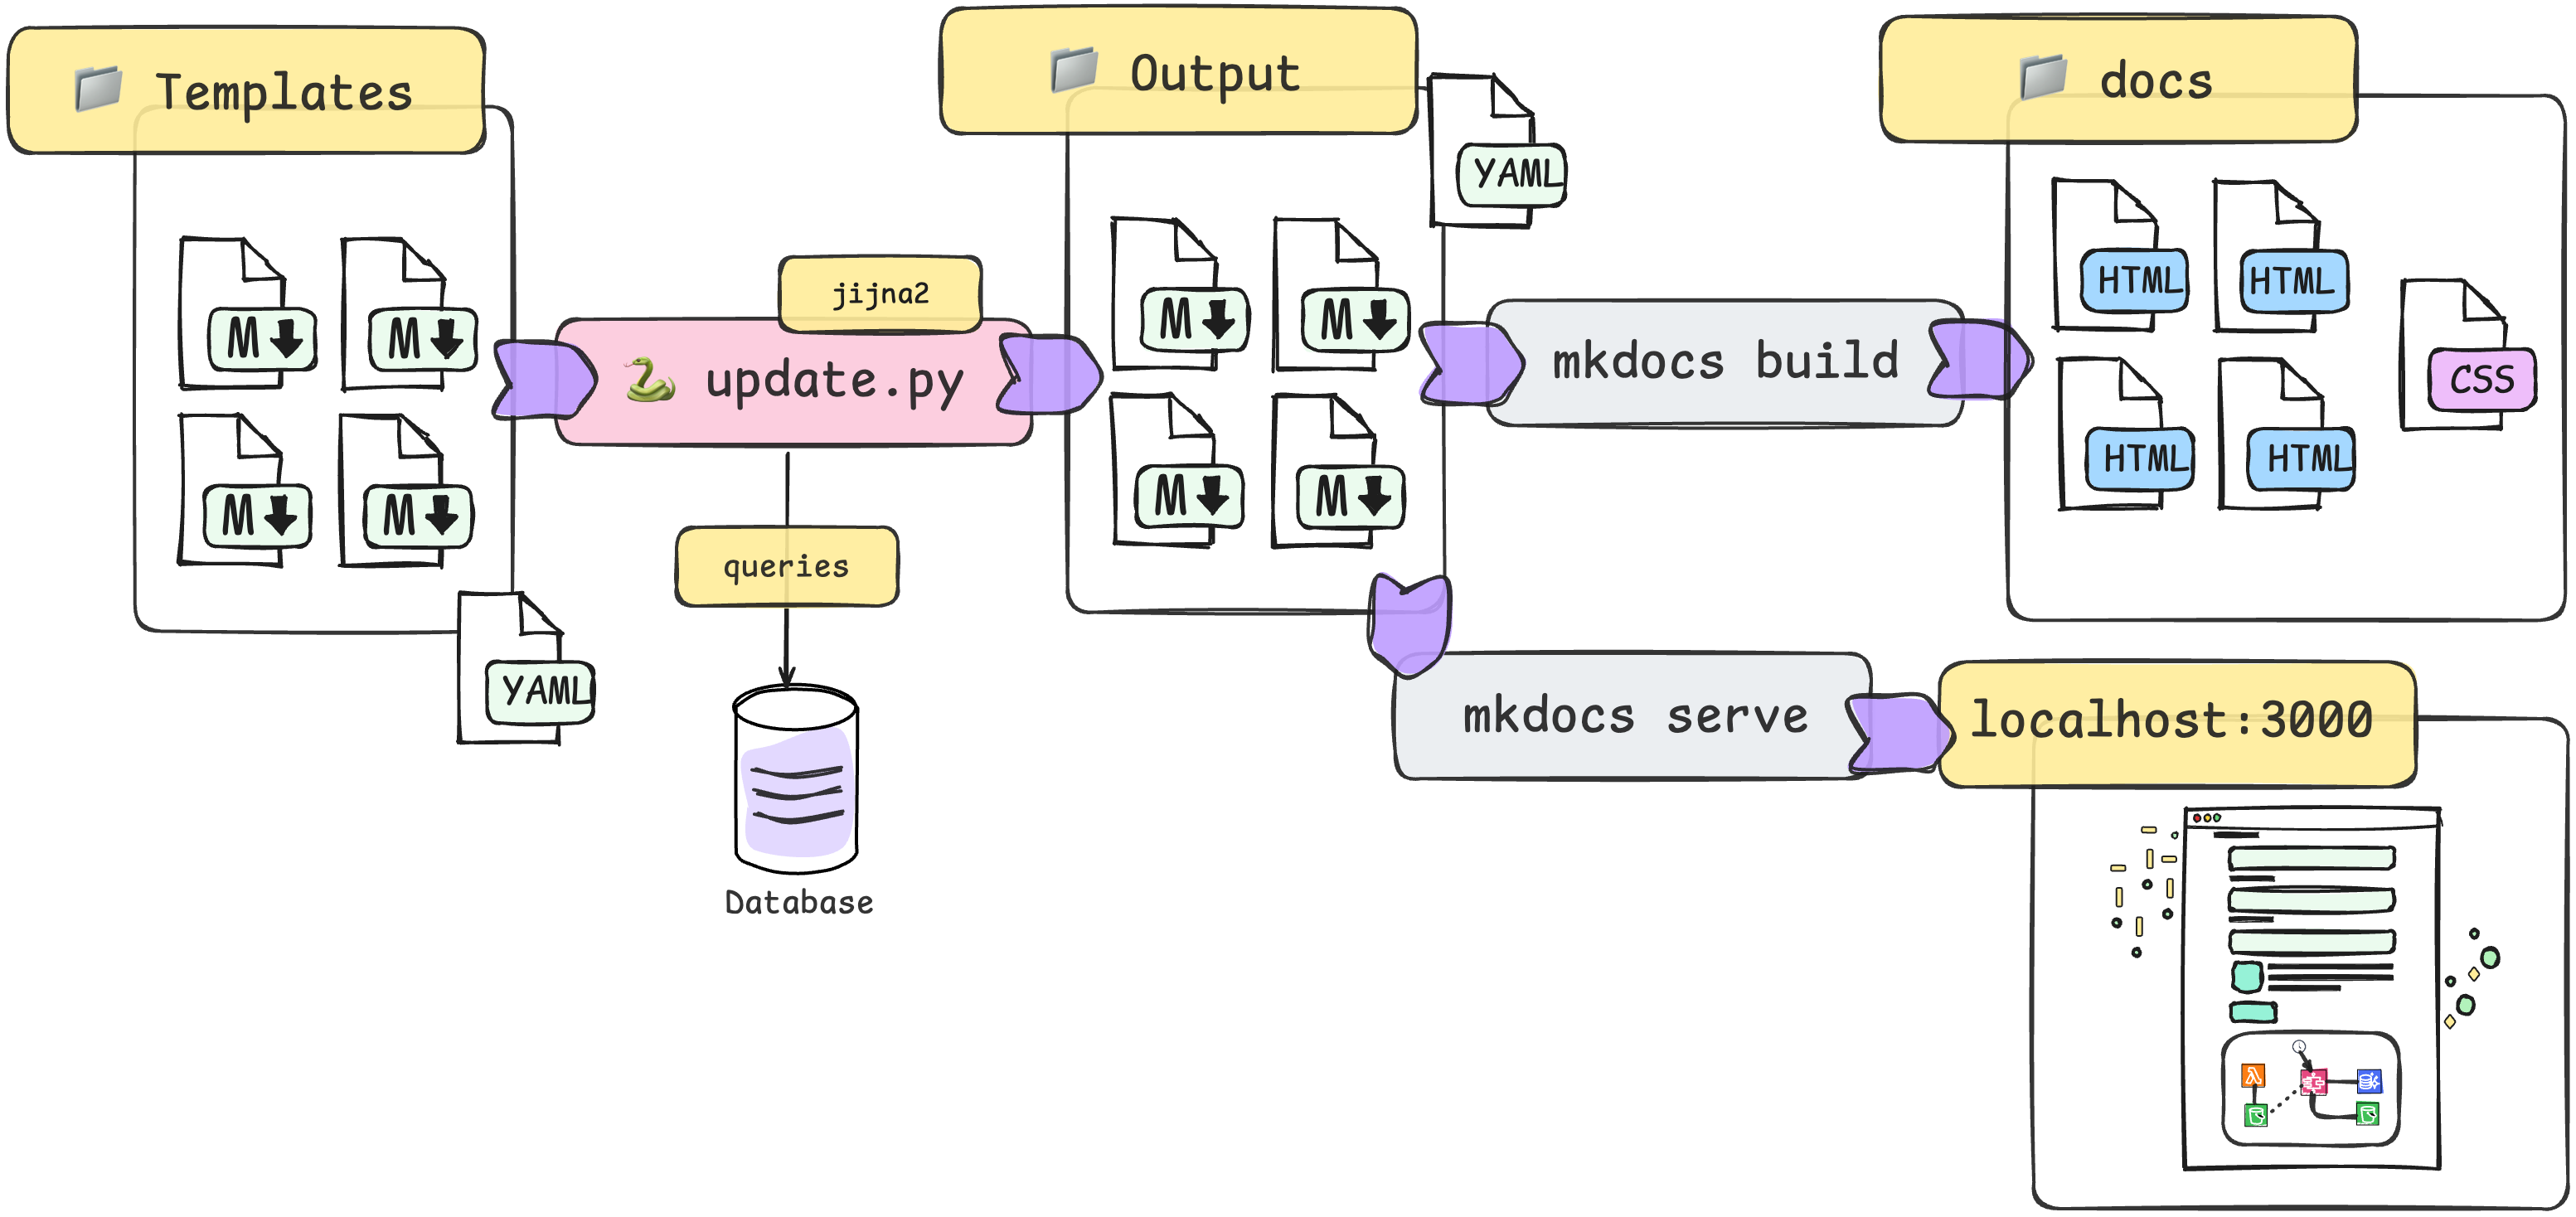 Templates
M
M
M
M
YAML
jijna2
update.py
queries
Database
Output
YAML
M
M
M
M
mkdocs build
docs
HTML
HTML
HTML
HTML
CSS
mkdocs serve
localhost:3000